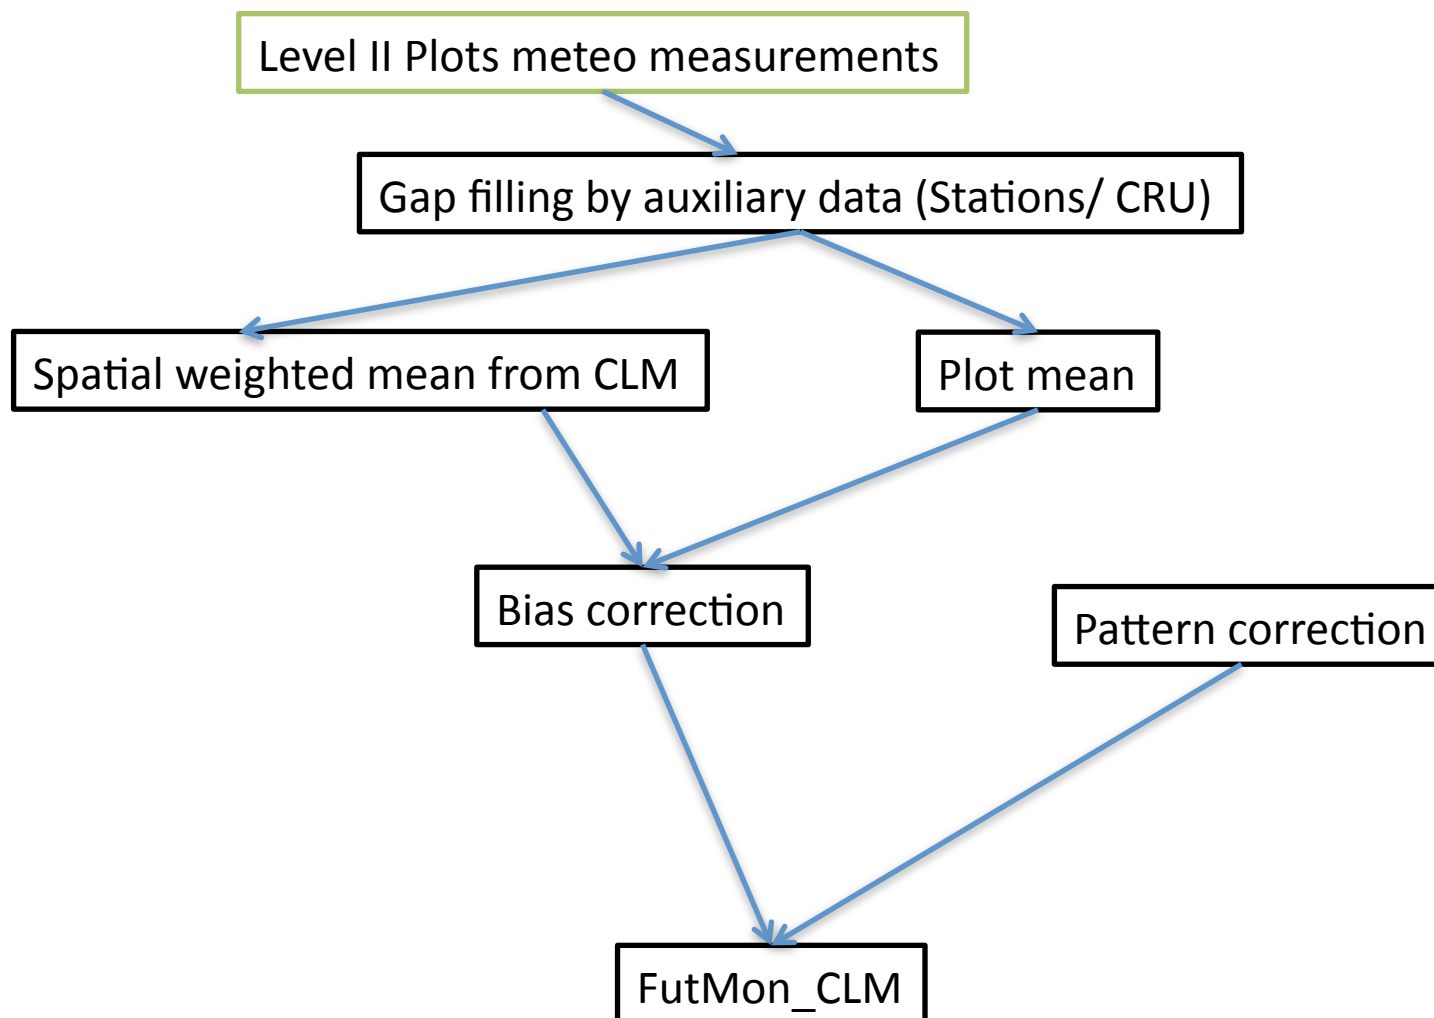 Level II Plots meteo measurements
Gap filling by auxiliary data (Stations/ CRU)
Spatial weighted mean from CLM
Plot mean
Bias correction
Pattern correction
FutMon_CLM